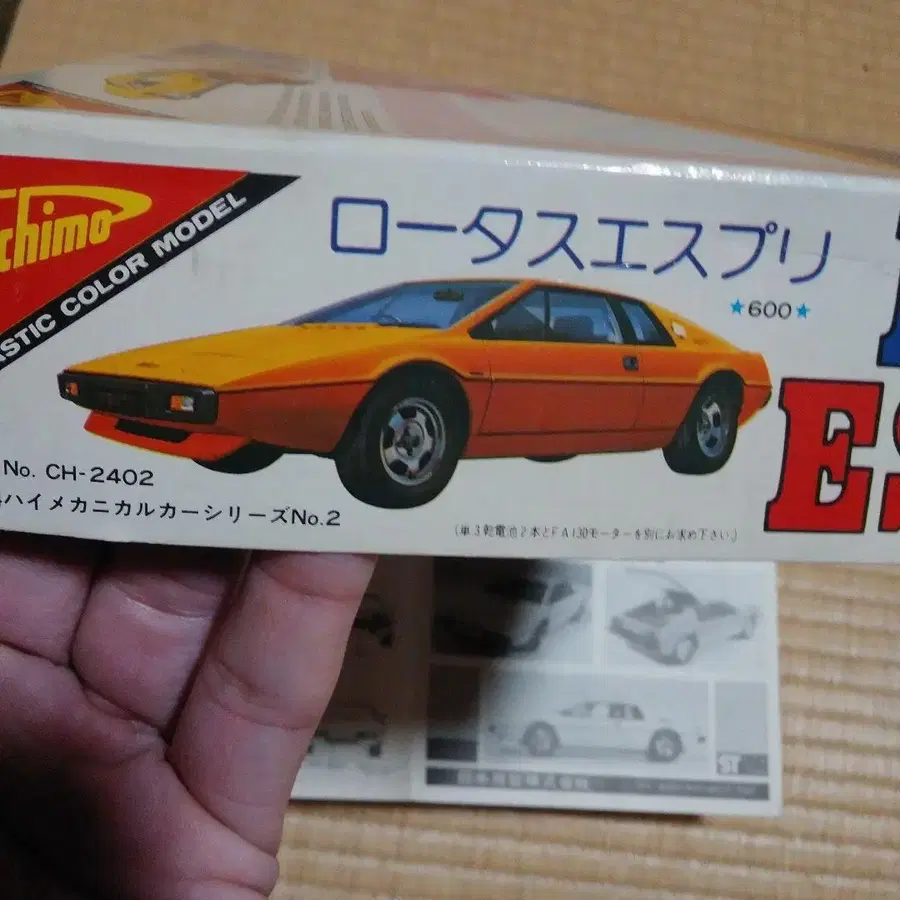 chimo
ASTIC COLOR MODEL
ロータスエスプリ
★600★
ES
No. CH-2402
ハイメカニカルカーシリーズNo.2
(単3乾電池2本とFA130モーターを別にお求め下さい。)
ST